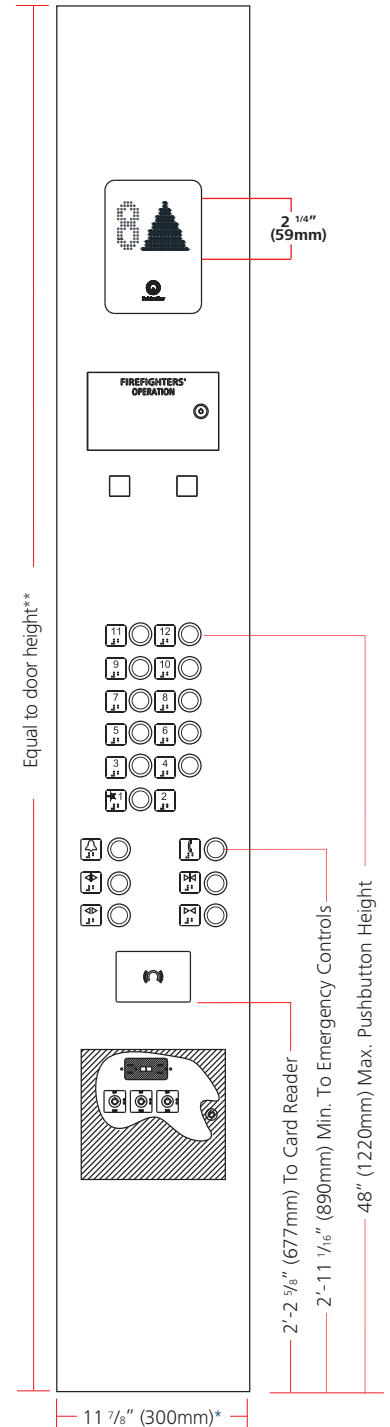 8
2 1/4"
(59mm)
FIREFIGHTERS'
OPERATION
11 12
9 10
7 8
5 6
3 4
1 2
Equal to door height**
2'-2 5/8" (677mm) To Card Reader
2'-11 1/16" (890mm) Min. To Emergency Controls
48" (1220mm) Max. Pushbutton Height
11 7/8" (300mm)*